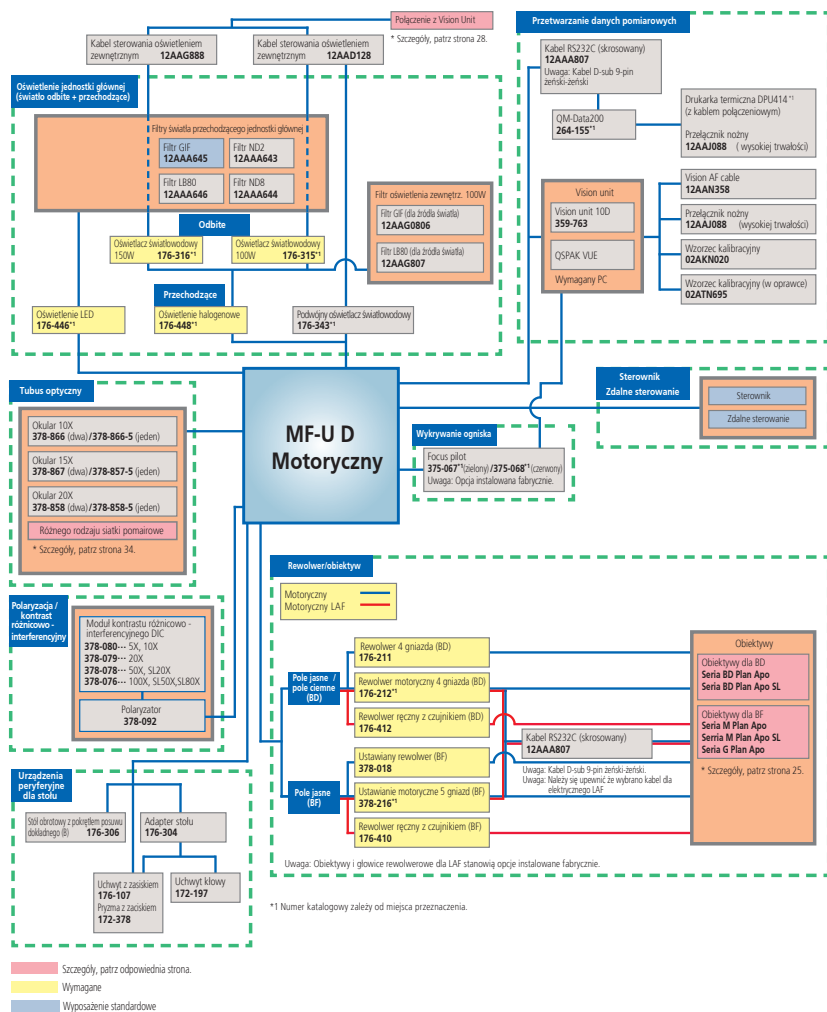 Połączenie z Vision Unit
* Szczegóły, patrz strona 28.
Kabel sterowania oświetleniem
zewnętrznym 12AAG888
Kabel sterowania oświetleniem
zewnętrznym 12AAD128
Oświetlenie jednostki głównej
(światło odbite + przechodzące)
Filtry światła przechodzącego jednostki głównej
Filtr GIF
12AAA645
Filtr ND2
12AAA643
Filtr LB80
12AAA646
Filtr ND8
12AAA644
Odbite
Oświetlacz światłowodowy
150W 176-316*1
Oświetlacz światłowodowy
100W 176-315*1
Filtr oświetlenia zewnętrz. 100W
Filtr GIF (dla źródła światła)
12AAG0806
Filtr LB80 (dla źródła światła)
12AAG807
Przechodzące
Oświetlenie LED
176-446*1
Oświetlenie halogenowe
176-448*1
Podwójny oświetlacz światłowodowy
176-343*1
Przetwarzanie danych pomiarowych
Kabel RS232C (skrosowany)
12AAA807
Uwaga: Kabel D-sub 9-pin
żeński-żeński
QM-Data200
264-155*1
Drukarka termiczna DPU414*1
(z kablem połączeniowym)
Przełącznik nożny
12AAJ088 ( wysokiej trwałości)
Vision unit
Vision unit 10D
359-763
QSPAK VUE
Wymagany PC
Vision AF cable
12AAN358
Przełącznik nożny
12AAJ088 (wysokiej trwałości)
Wzorzec kalibracyjny
02AKN020
Wzorzec kalibracyjny (w oprawce)
02ATN695
Sterownik
Zdalne sterowanie
Sterownik
Zdalne sterowanie
Tubus optyczny
Okular 10X
378-866 (dwa)/378-866-5 (jeden)
Okular 15X
378-867 (dwa)/378-857-5 (jeden)
Okular 20X
378-858 (dwa)/378-858-5 (jeden)
Różnego rodzaju siatki pomairowe
* Szczegóły, patrz strona 34.
MF-U D
Motoryczny
Wykrywanie ogniska
Focus pilot
375-067*1(zielony)/375-068*1 (czerwony)
Uwaga: Opcja instalowana fabrycznie.
Polaryzacja /
kontrast
różnicowo -
interferencyjny
Moduł kontrastu różnicowo -
interferencyjnego DIC
378-080··· 5X, 10X
378-079··· 20X
378-078··· 50X, SL20X
378-076··· 100X, SL50X,SL80X
Polaryzator
378-092
Rewolwer/obiektyw
Motoryczny
Motoryczny LAF
Pole jasne /
pole ciemne
(BD)
Rewolwer 4 gniazda (BD)
176-211
Rewolwer motoryczny 4 gniazda (BD)
176-212*1
Rewolwer ręczny z czujnikiem (BD)
176-412
Pole jasne
(BF)
Ustawiany rewolwer (BF)
378-018
Ustawianie motoryczne 5 gniazd (BF)
378-216*1
Rewolwer ręczny z czujnikiem (BF)
176-410
Kabel RS232C (skrosowany)
12AAA807
Uwaga: Kabel D-sub 9-pin żeński-żeński.
Uwaga: Należy się upewnić że wybrano kabel dla
elektrycznego LAF
Obiektywy
Obiektywy dla BD
Seria BD Plan Apo
Seria BD Plan Apo SL
Obiektywy dla BF
Seria M Plan Apo
Serria M Plan Apo SL
Seria G Plan Apo
* Szczegóły, patrz strona 25.
Uwaga: Obiektywy i głowice rewolwerowe dla LAF stanowią opcje instalowane fabrycznie.
Urządzenia
peryferyjne
dla stołu
Stół obrotowy z pokrętłem posuwu
dokładnego (B) 176-306
Adapter stołu
176-304
Uchwyt z zasiskiem
176-107
Pryzma z zaciskiem
172-378
Uchwyt kłowy
172-197
*1 Numer katalogowy zależy od miejsca przeznaczenia.
Szczegóły, patrz odpowiednia strona.
Wymagane
Wyposażenie standardowe